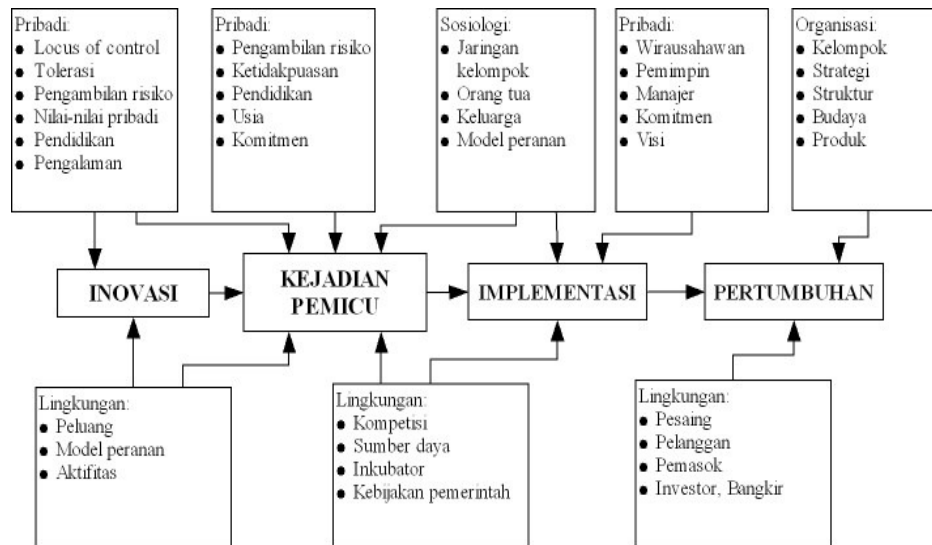 Pribadi:
● Locus of control
● Tolerasi
● Pengambilan risiko
● Nilai-nilai pribadi
● Pendidikan
● Pengalaman
Pribadi:
● Pengambilan risiko
● Ketidakpuasan
● Pendidikan
● Usia
● Komitmen
Sosiologi:
● Jaringan
kelompok
● Orang tua
● Keluarga
● Model peranan
Pribadi:
● Wirausahawan
● Pemimpin
● Manajer
● Komitmen
● Visi
Organisasi:
● Kelompok
● Strategi
● Struktur
● Budaya
● Produk
INOVASI
KEJADIAN
PEMICU
IMPLEMENTASI
PERTUMBUHAN
Lingkungan:
● Peluang
● Model peranan
● Aktifitas
Lingkungan:
● Kompetisi
● Sumber daya
● Inkubator
● Kebijakan pemerintah
Lingkungan:
● Pesaing
● Pelanggan
● Pemasok
● Investor, Bangkir